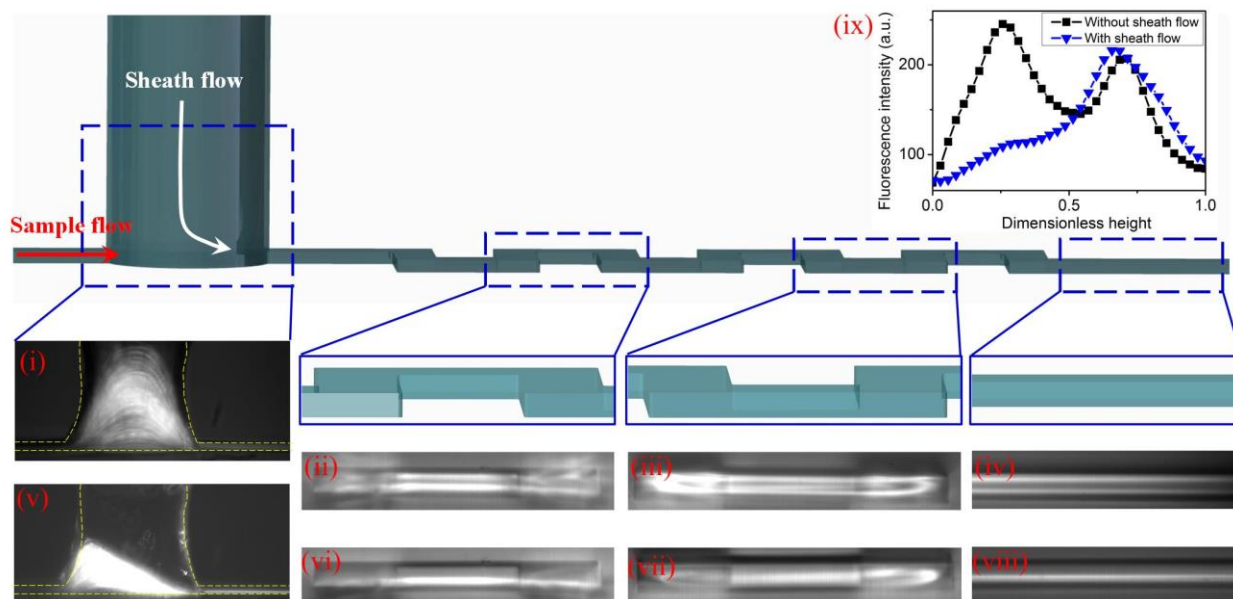 (ix)
Fluorescence intensity (a.u.)
200
100
Without sheath flow
With sheath flow
0.0
0.5
1.0
Dimensionless height
Sheath flow
Sample flow
(i)
(ii)
(iii)
(iv)
(v)
(vi)
(vii)
(viii)